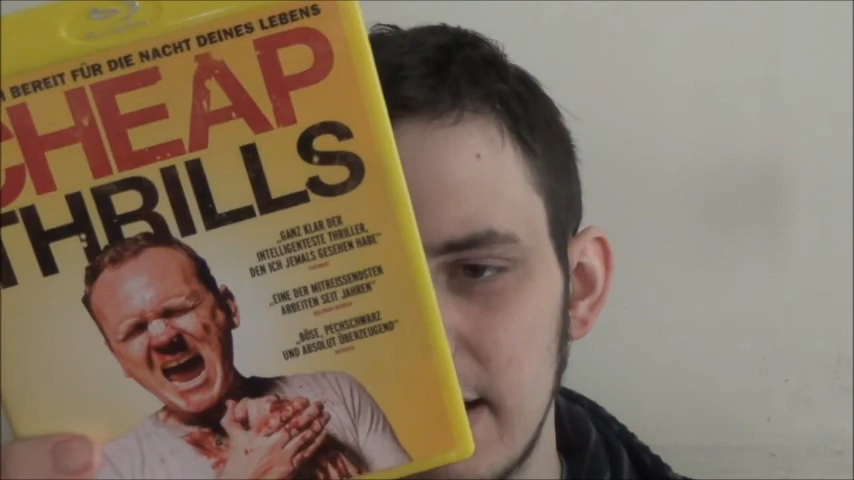 BEREIT FÜR DIE NACHT DEINES LEBENS
CHEAP
THRILLS
„GANZ KLAR DER
INTELLIGENTESTE THRILLER,
DEN ICH JEMALS GESEHEN HABE“
„EINE DER MITREISSENDSTEN
ARBEITEN SEIT JAHREN“
„BÖSE, PECHSCHWARZ
UND ABSOLUT ÜBERZEUGEND“